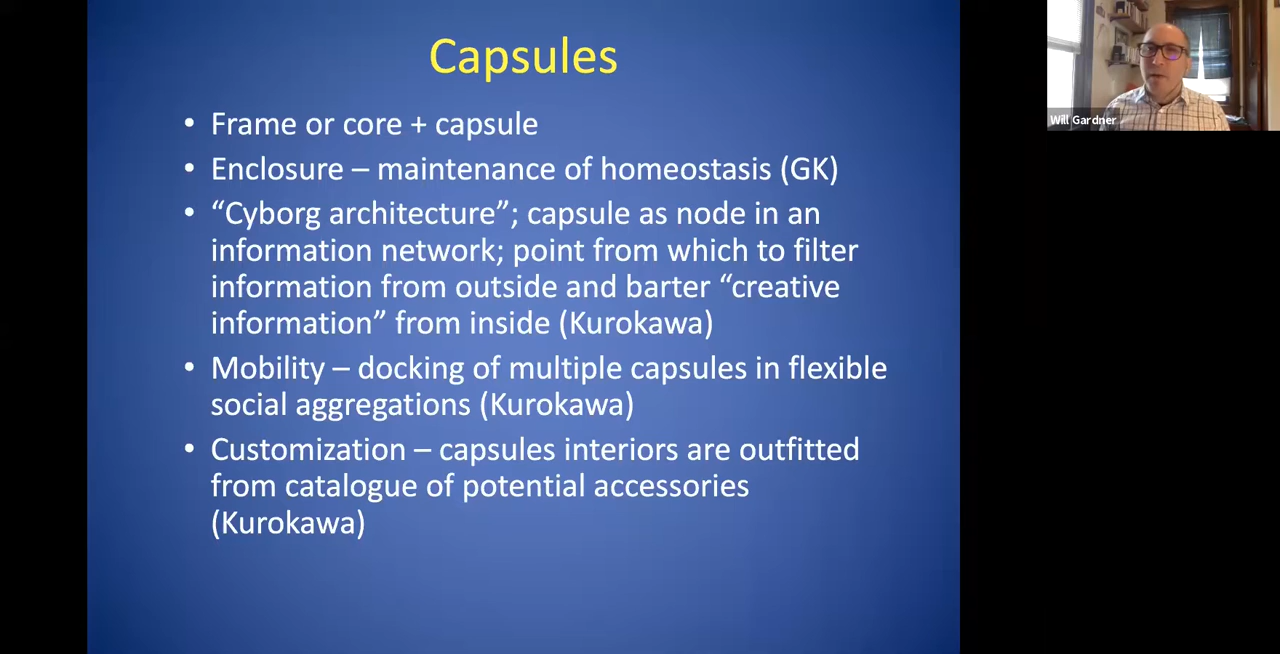 Capsules
• Frame or core + capsule
• Enclosure – maintenance of homeostasis (GK)
• “Cyborg architecture”; capsule as node in an
information network; point from which to filter
information from outside and barter “creative
information” from inside (Kurokawa)
• Mobility – docking of multiple capsules in flexible
social aggregations (Kurokawa)
• Customization – capsules interiors are outfitted
from catalogue of potential accessories
(Kurokawa)
Will Gardner